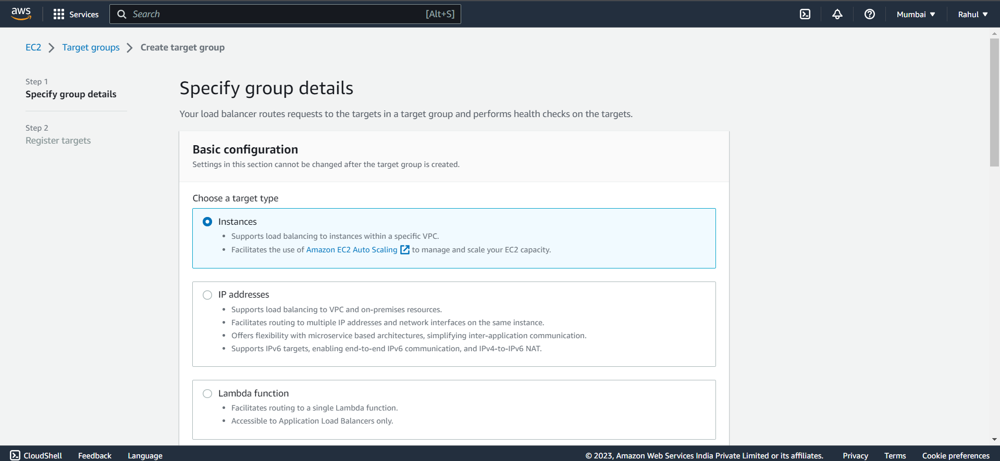 aws
Services
Search
[Alt+S]
Mumbai
Rahul
EC2
Target groups
Create target group
Step 1
Specify group details
Step 2
Register targets
Specify group details
Your load balancer routes requests to the targets in a target group and performs health checks on the targets.
Basic configuration
Settings in this section cannot be changed after the target group is created.
Choose a target type
Instances
• Supports load balancing to instances within a specific VPC.
• Facilitates the use of Amazon EC2 Auto Scaling to manage and scale your EC2 capacity.
IP addresses
• Supports load balancing to VPC and on-premises resources.
• Facilitates routing to multiple IP addresses and network interfaces on the same instance.
• Offers flexibility with microservice based architectures, simplifying inter-application communication.
• Supports IPv6 targets, enabling end-to-end IPv6 communication, and IPv4-to-IPv6 NAT.
Lambda function
• Facilitates routing to a single Lambda function.
• Accessible to Application Load Balancers only.
CloudShell
Feedback
Language
© 2023, Amazon Web Services India Private Limited or its affiliates.
Privacy
Terms
Cookie preferences